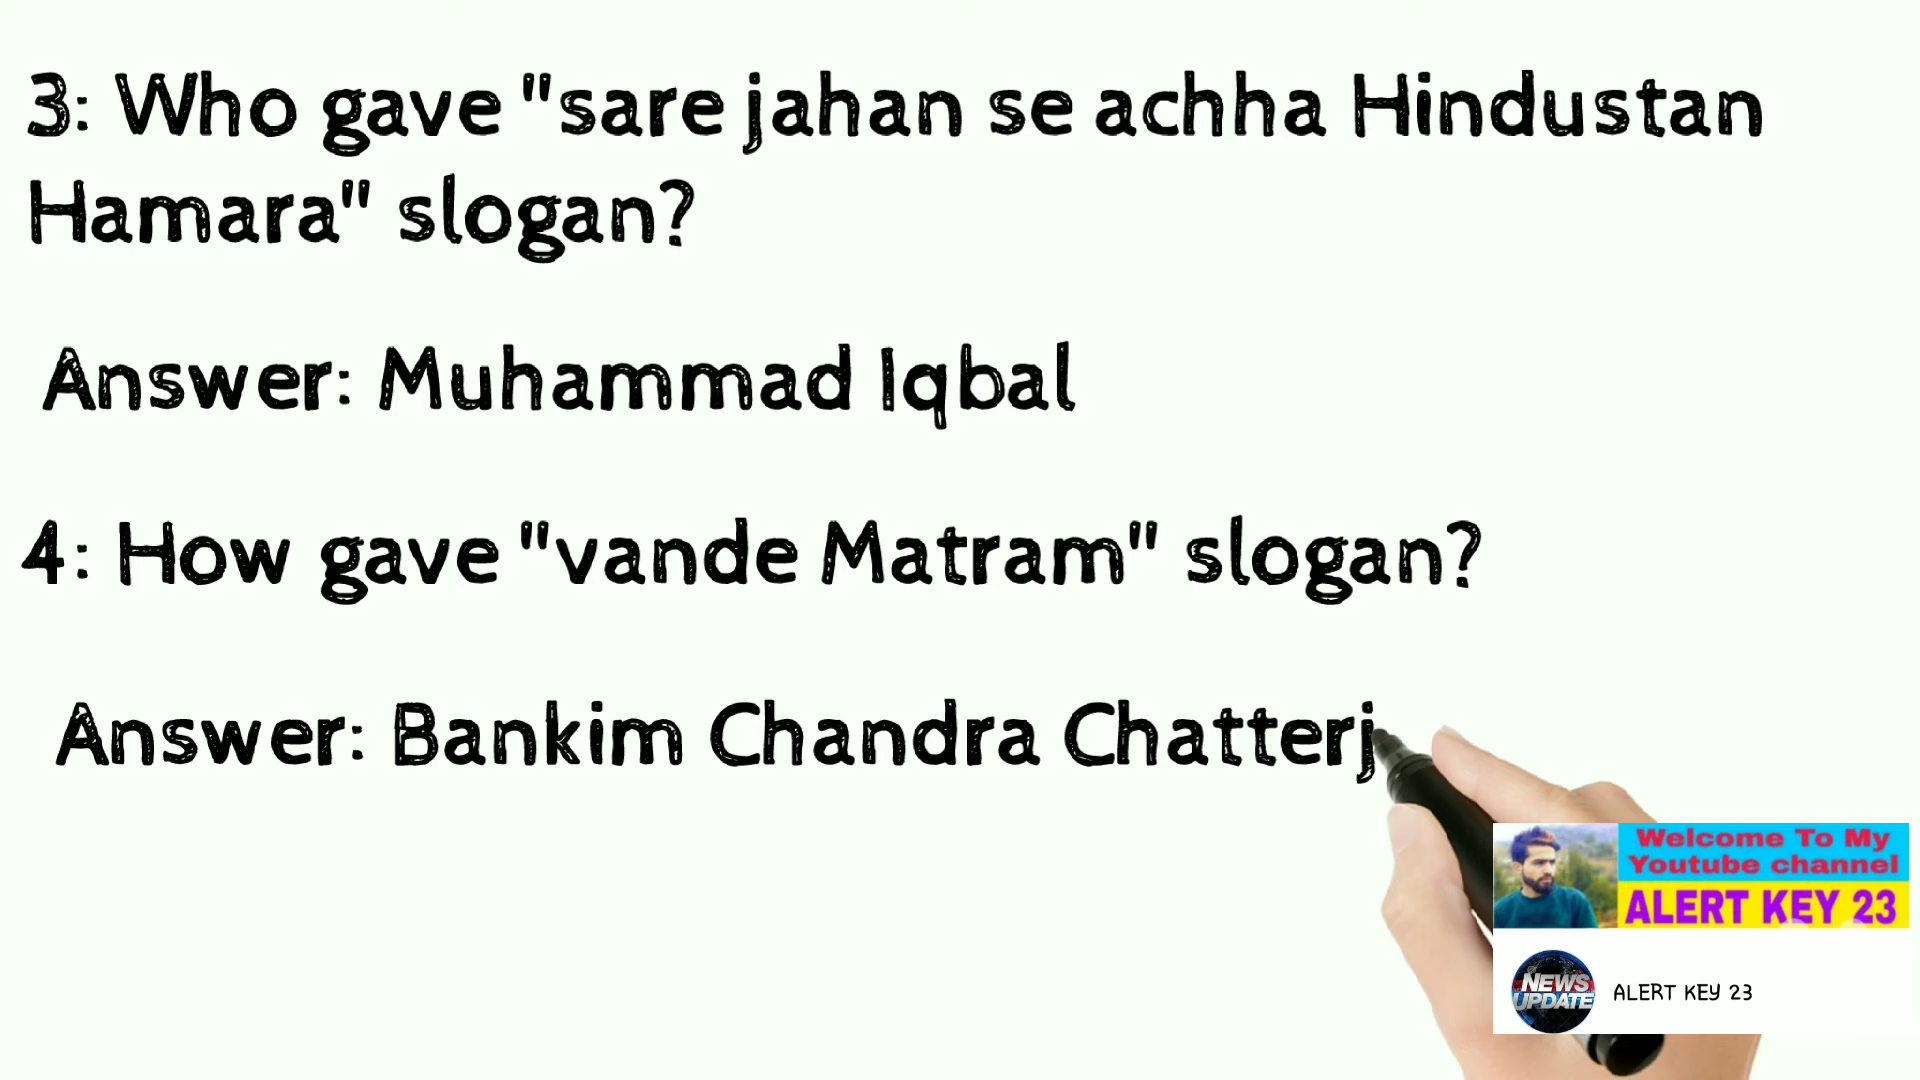 3: Who gave "sare jahan se achha Hindustan
Hamara" slogan?
Answer: Muhammad Iqbal
4: How gave "vande Matram" slogan?
Answer: Bankim Chandra Chatterj
Welcome To My
Youtube channel
ALERT KEY 23
NEWS
UPDATE
ALERT KEY 23